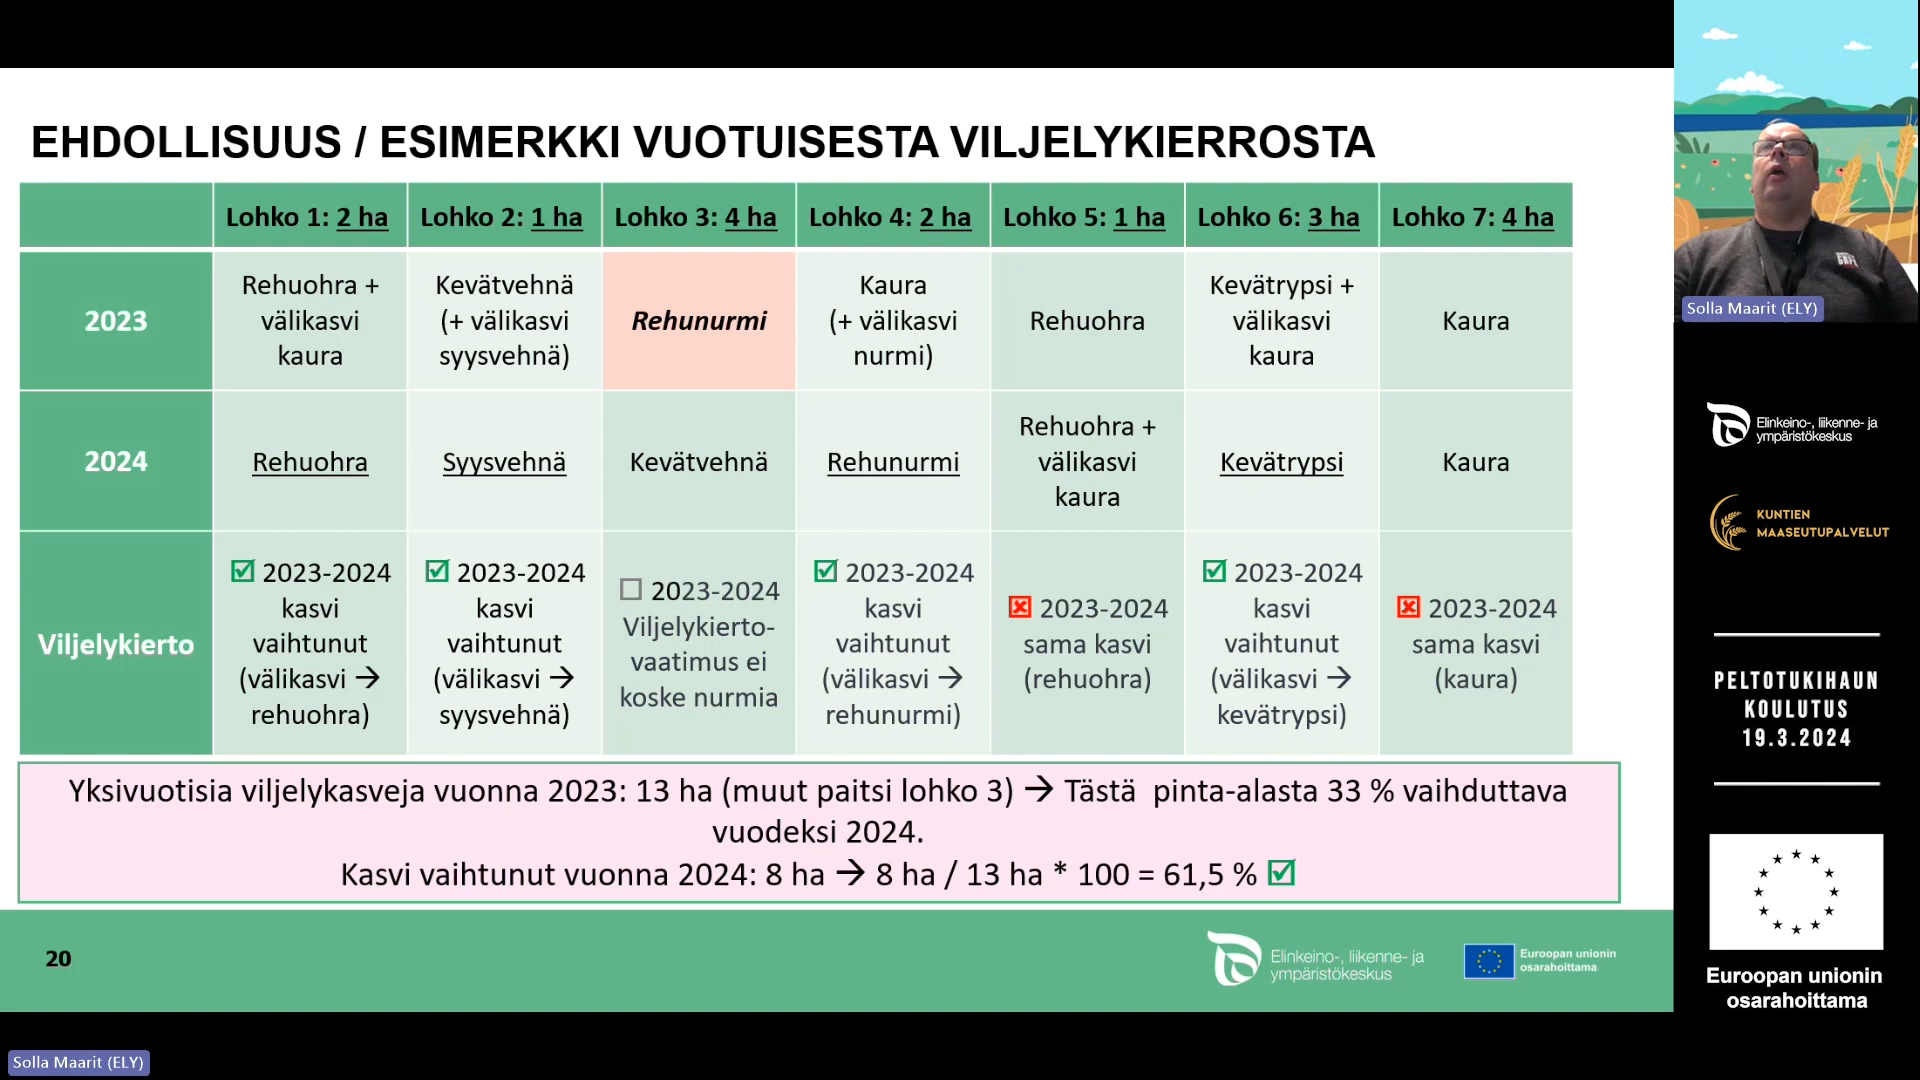 EHDOLLISUUS / ESIMERKKI VUOTUISESTA VILJELYKIERROSTA
Lohko 1: 2 ha
Lohko 2: 1 ha
Lohko 3: 4 ha
Lohko 4: 2 ha
Lohko 5: 1 ha
Lohko 6: 3 ha
Lohko 7: 4 ha
2023
Rehuohra +
välikasvi
kaura
Kevätvehnä
(+ välikasvi
syysvehnä)
Rehunurmi
Kaura
(+ välikasvi
nurmi)
Rehuohra
Kevätrypsi +
välikasvi
kaura
Kaura
2024
Rehuohra
Syysvehnä
Kevätvehnä
Rehunurmi
Rehuohra +
välikasvi
kaura
Kevätrypsi
Kaura
Viljelykierto
☑ 2023-2024
kasvi
vaihtunut
(välikasvi →
rehuohra)
☑ 2023-2024
kasvi
vaihtunut
(välikasvi →
syysvehnä)
☐ 2023-2024
Viljelykierto-
vaatimus ei
koske nurmia
☑ 2023-2024
kasvi
vaihtunut
(välikasvi →
rehunurmi)
☒ 2023-2024
sama kasvi
(rehuohra)
☑ 2023-2024
kasvi
vaihtunut
(välikasvi →
kevätrypsi)
☒ 2023-2024
sama kasvi
(kaura)
Yksivuotisia viljelykasveja vuonna 2023: 13 ha (muut paitsi lohko 3) → Tästä pinta-alasta 33 % vaihduttava
vuodeksi 2024.
Kasvi vaihtunut vuonna 2024: 8 ha → 8 ha / 13 ha * 100 = 61,5 % ☑
20
Elinkeino-, liikenne- ja
ympäristökeskus
Euroopan unionin
osarahoittama
Solla Maarit (ELY)
Elinkeino-, liikenne- ja
ympäristökeskus
KUNTIEN
MAASEUTUPALVELUT
PELTOTUKIHAUN
KOULUTUS
19.3.2024
Euroopan unionin
osarahoittama
Solla Maarit (ELY)